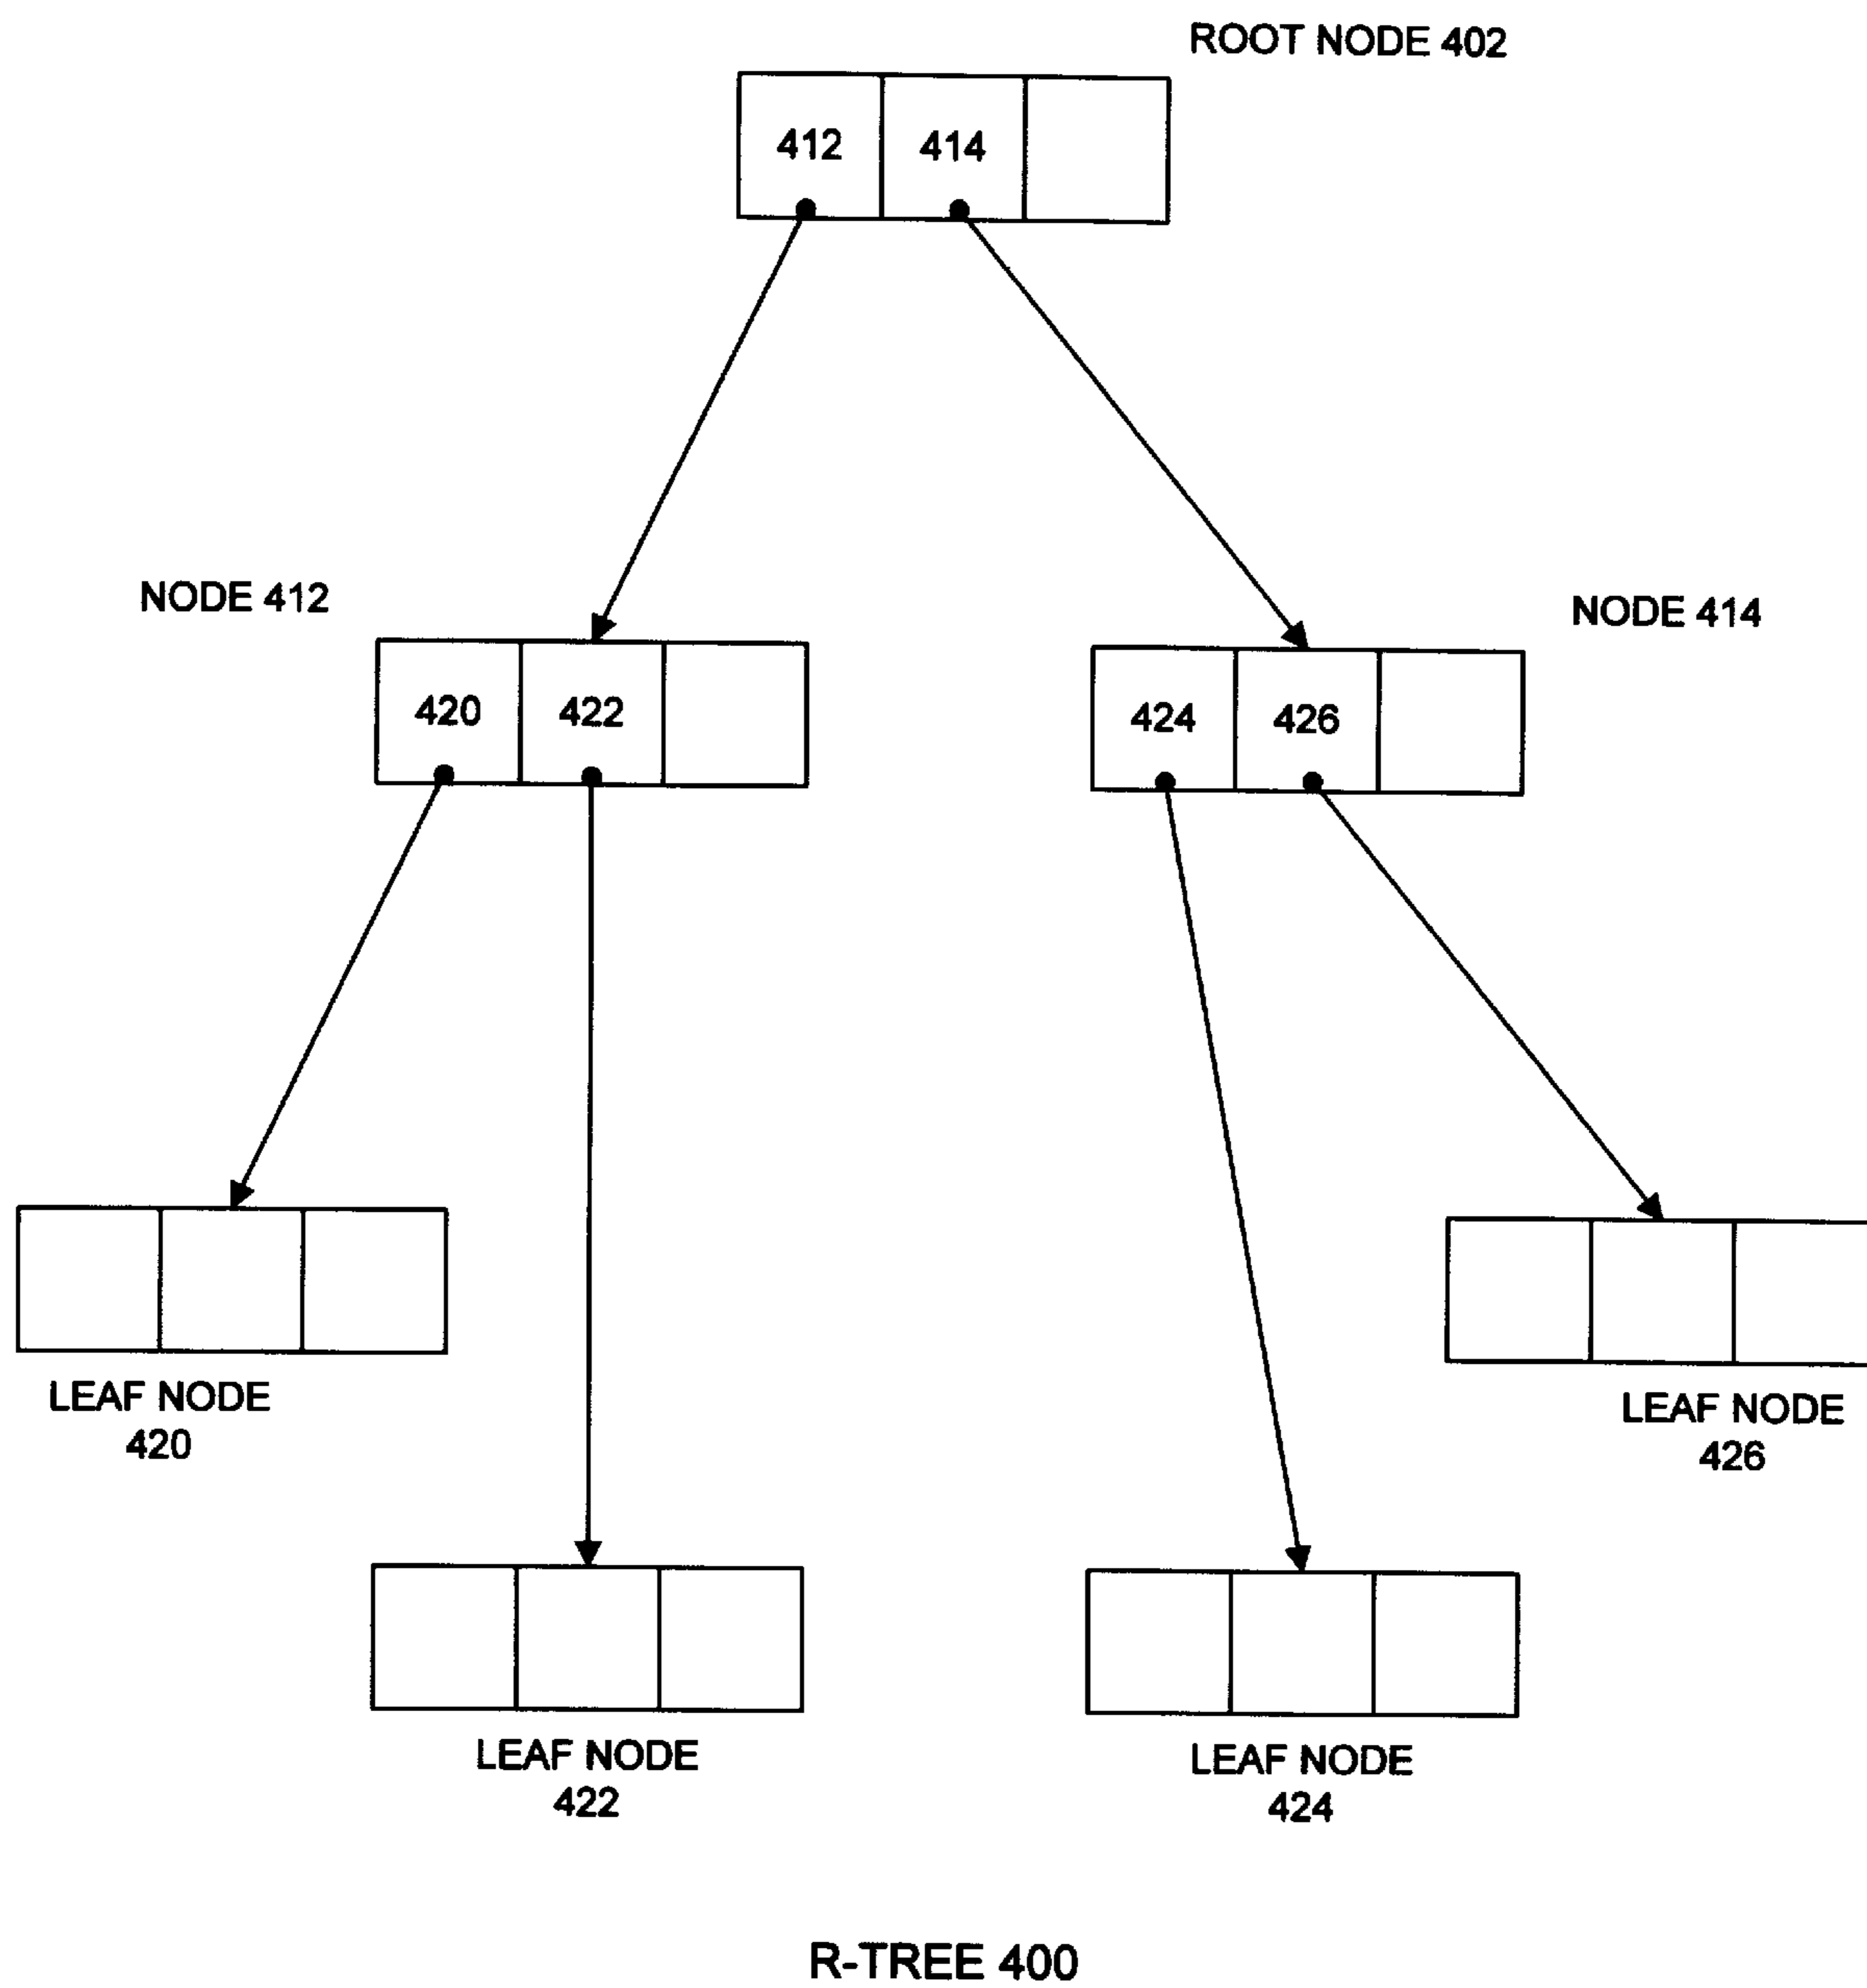 ROOT NODE 402
412 414
NODE 412
NODE 414
420 422
424 426
LEAF NODE
420
LEAF NODE
426
LEAF NODE
422
LEAF NODE
424
R-TREE 400